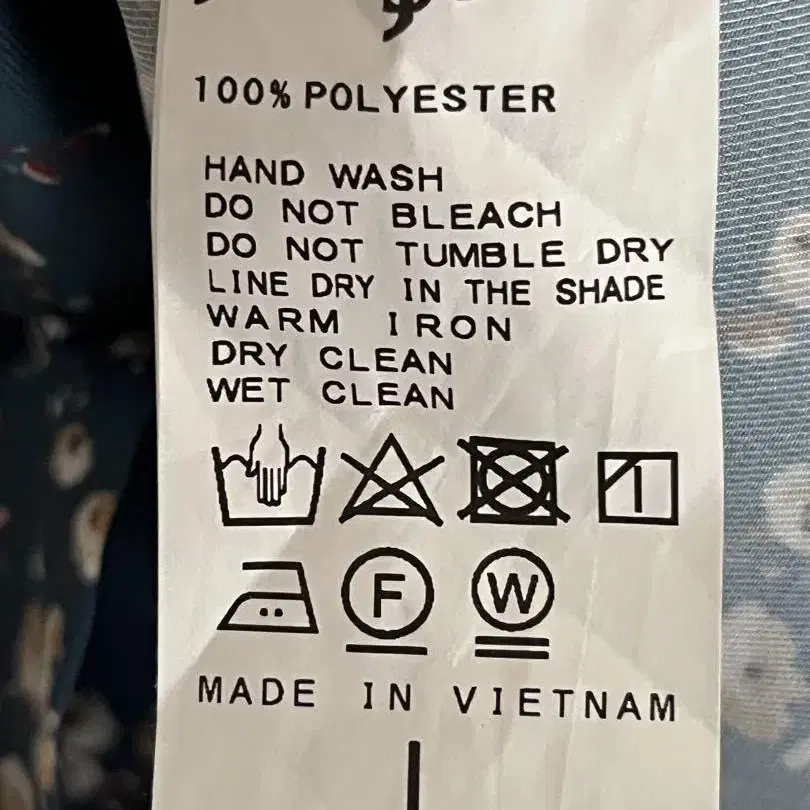 100% POLYESTER
HAND WASH
DO NOT BLEACH
DO NOT TUMBLE DRY
LINE DRY IN THE SHADE
WARM IRON
DRY CLEAN
WET CLEAN
F W
MADE IN VIETNAM